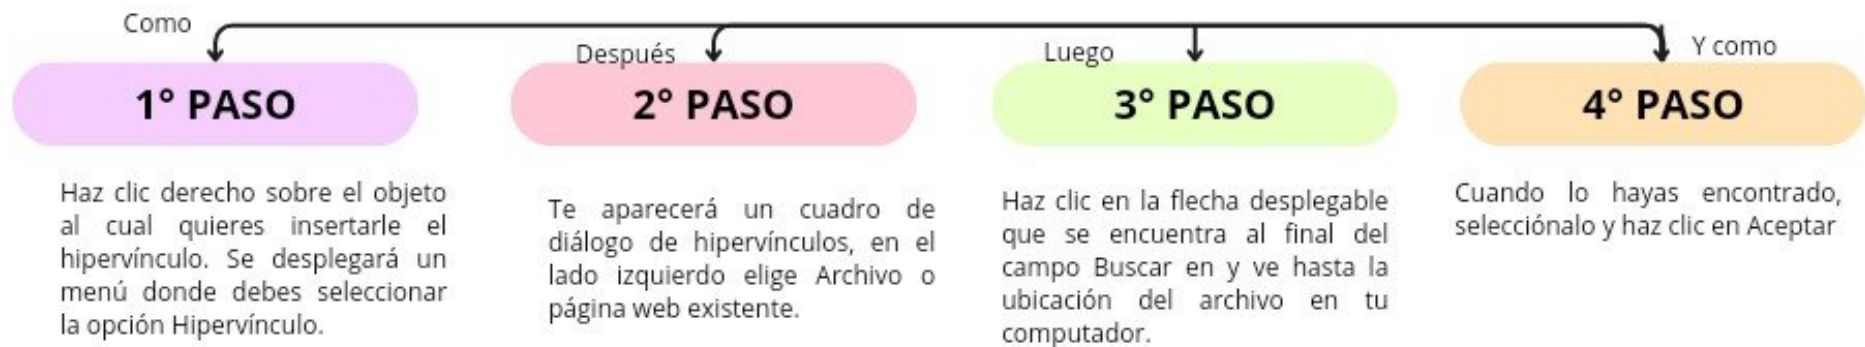 Como
1° PASO
Haz clic derecho sobre el objeto
al cual quieres insertarle el
hipervínculo. Se desplegará un
menú donde debes seleccionar
la opción Hipervínculo.
Después
2° PASO
Te aparecerá un cuadro de
diálogo de hipervínculos, en el
lado izquierdo elige Archivo o
página web existente.
Luego
3° PASO
Haz clic en la flecha desplegable
que se encuentra al final del
campo Buscar en y ve hasta la
ubicación del archivo en tu
computador.
Y como
4° PASO
Cuando lo hayas encontrado,
selecciónalo y haz clic en Aceptar